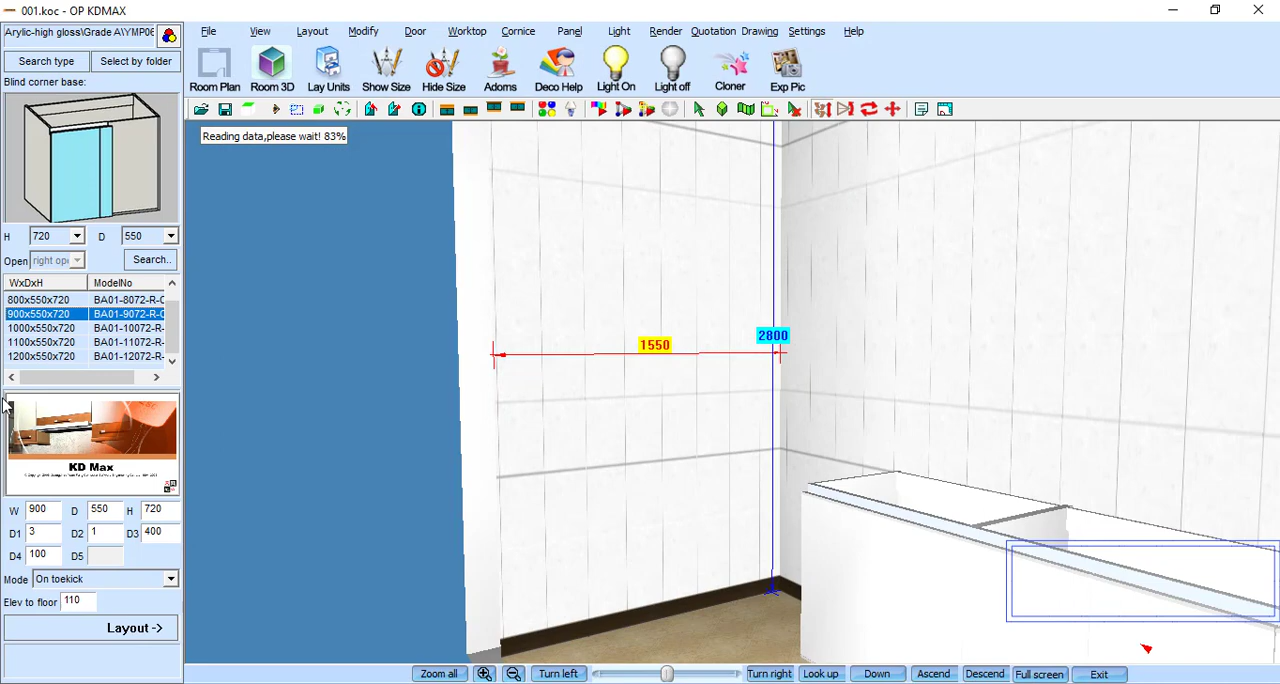 001.koc - OP KDMAX
File View Layout Modify Door Worktop Cornice Panel Light Render Quotation Drawing Settings Help
Arylic-high gloss\Grade A\YMP06
Search type Select by folder
Room Plan Room 3D Lay Units Show Size Hide Size Adoms Deco Help Light On Light off Cloner Exp Pic
Blind corner base:
Reading data,please wait! 83%
H 720 D 550
Open right ope Search..
WxDxH ModelNo
800x550x720 BA01-8072-R-C
900x550x720 BA01-9072-R-C
1000x550x720 BA01-10072-R-
1100x550x720 BA01-11072-R-
1200x550x720 BA01-12072-R-
2800
1550
KD Max
W 900 D 550 H 720
D1 3 D2 1 D3 400
D4 100 D5
Mode On toekick
Elev to floor 110
Layout ->
Zoom all Turn left Turn right Look up Down Ascend Descend Full screen Exit